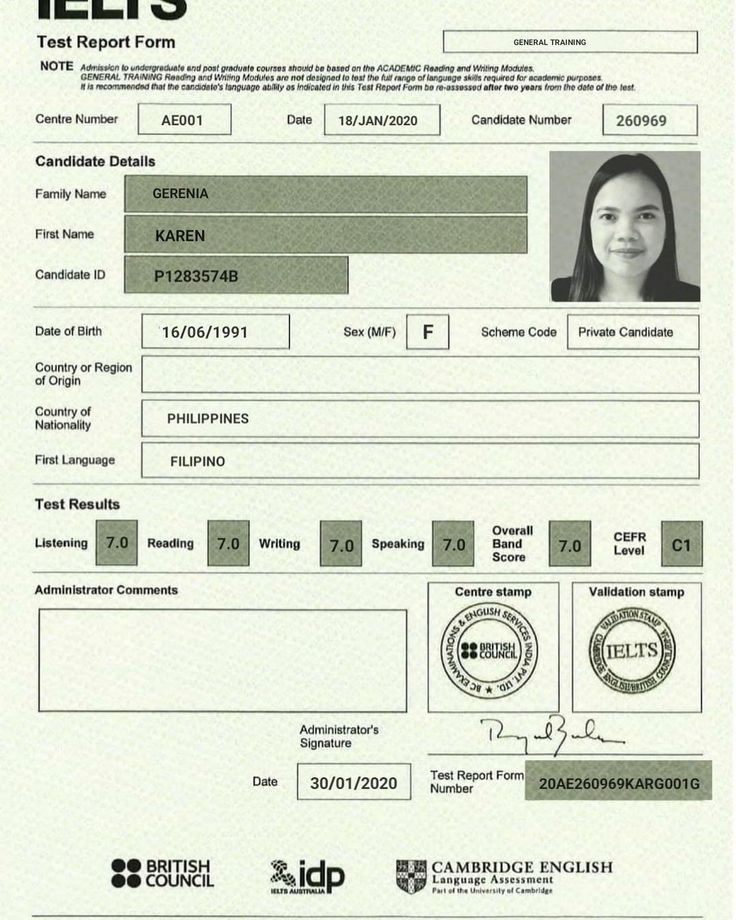 IELTS
Test Report Form
GENERAL TRAINING
NOTE Admission to undergraduate and post graduate courses should be based on the ACADEMIC Reading and Writing Modules.
GENERAL TRAINING Reading and Writing Modules are not designed to test the full range of language skills required for academic purposes.
It is recommended that the candidate's language ability as indicated in this Test Report Form be re-assessed after two years from the date of the test.
Centre Number AE001 Date 18/JAN/2020 Candidate Number 260969
Candidate Details
Family Name GERENIA
First Name KAREN
Candidate ID P1283574B
Date of Birth 16/06/1991 Sex (M/F) F Scheme Code Private Candidate
Country or Region
of Origin
Country of
Nationality PHILIPPINES
First Language FILIPINO
Test Results
Listening 7.0 Reading 7.0 Writing 7.0 Speaking 7.0 Overall Band Score 7.0 CEFR Level C1
Administrator Comments
Centre stamp
BC EXAMINATIONS & ENGLISH SERVICES INDIA PVT. LTD.
BRITISH
COUNCIL
Validation stamp
VALIDATION STAMP
IELTS
Administrator's
Signature
Date 30/01/2020
Test Report Form
Number 20AE260969KARG001G
BRITISH
COUNCIL
idp
IELTS AUSTRALIA
CAMBRIDGE ENGLISH
Language Assessment
Part of the University of Cambridge